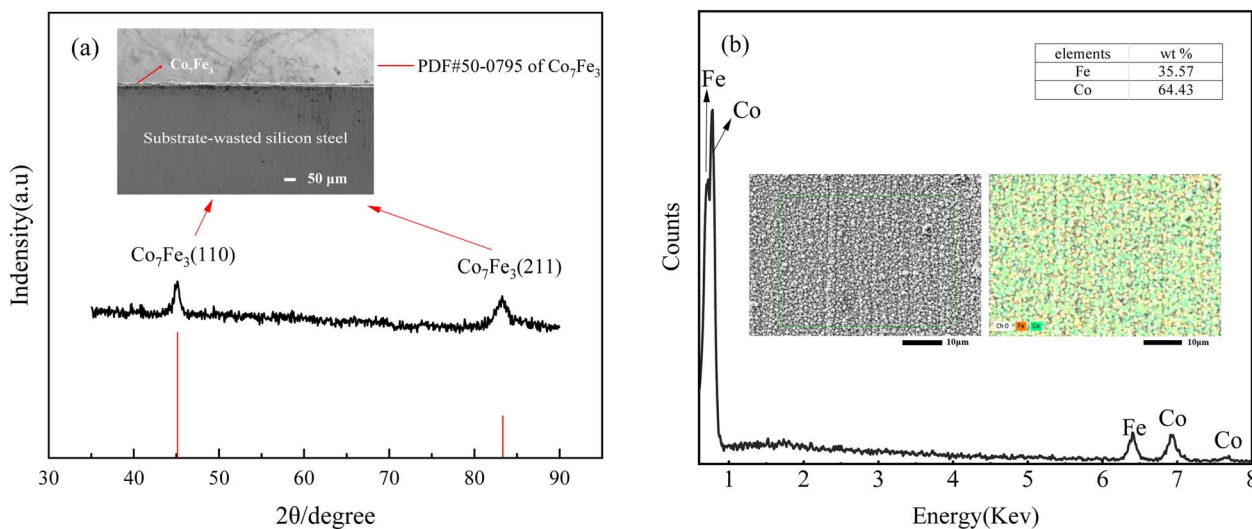 (a)
Co₇Fe₃
PDF#50-0795 of Co₇Fe₃
Substrate-wasted silicon steel
50 μm
Co₇Fe₃(110)
Co₇Fe₃(211)
Indensity(a.u)
30 40 50 60 70 80 90
2θ/degree
(b)
elements wt %
Fe 35.57
Co 64.43
Fe
Co
Counts
Ch 0 Fe Co
10μm
10μm
Fe
Co
Co
1 2 3 4 5 6 7 8
Energy(Kev)